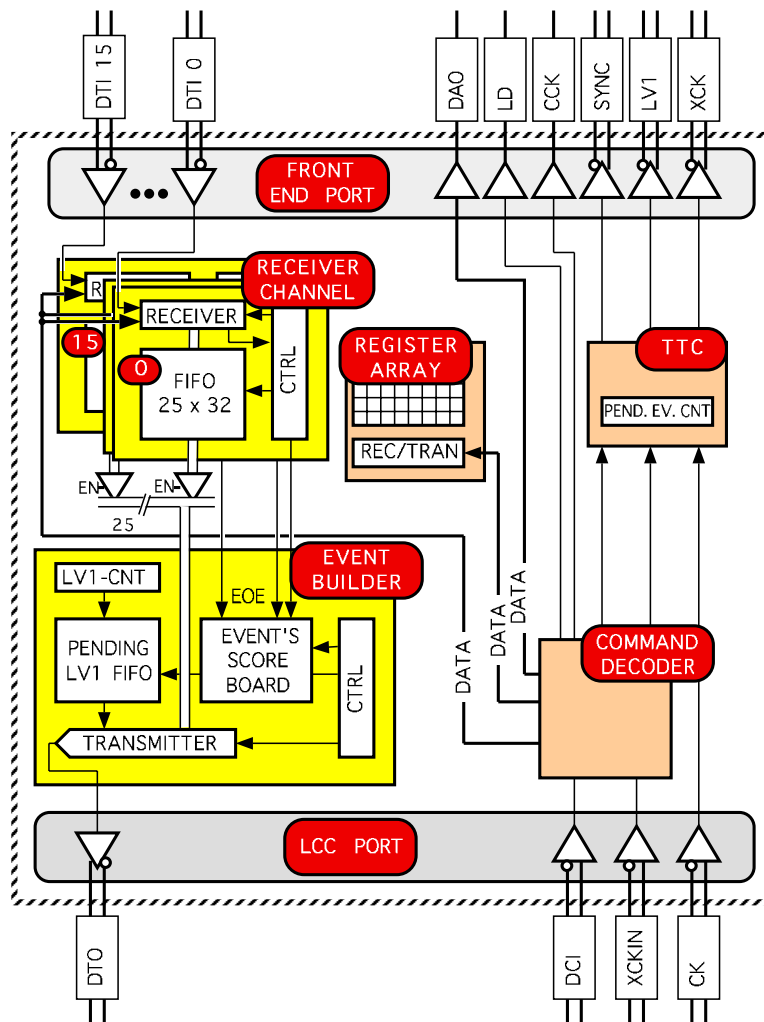 DTI 15
DTI 0
DAO
LD
CCK
SYNC
LV1
XCK
FRONT
END PORT
RECEIVER
CHANNEL
R
RECEIVER
15
0
FIFO
25 x 32
CTRL
REGISTER
ARRAY
REC/TRAN
TTC
PEND. EV. CNT
EN
EN
25
EVENT
BUILDER
LV1-CNT
EOE
PENDING
LV1 FIFO
EVENT'S
SCORE
BOARD
CTRL
TRANSMITTER
DATA
DATA
DATA
COMMAND
DECODER
LCC PORT
DTO
DCI
XCKIN
CK